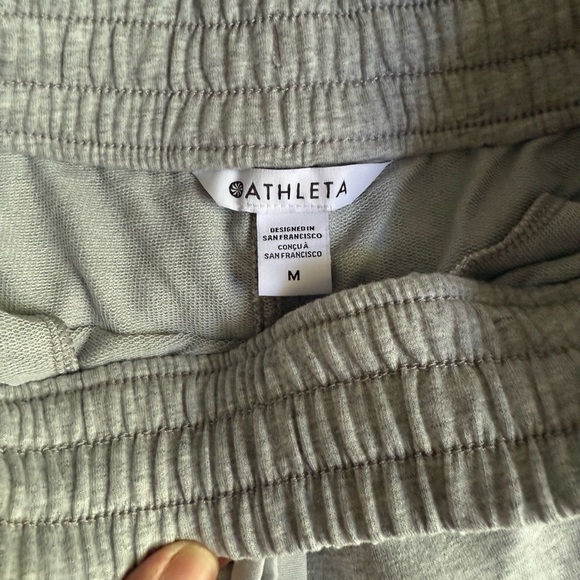 ATHLETA
DESIGNED IN
SAN FRANCISCO
CONÇU À
SAN FRANCISCO
M